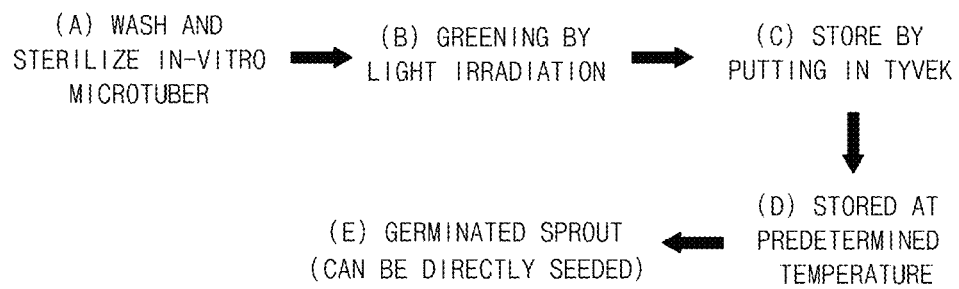 (A) WASH AND
STERILIZE IN-VITRO
MICROTUBER
(B) GREENING BY
LIGHT IRRADIATION
(C) STORE BY
PUTTING IN TYVEK
(D) STORED AT
PREDETERMINED
TEMPERATURE
(E) GERMINATED SPROUT
(CAN BE DIRECTLY SEEDED)